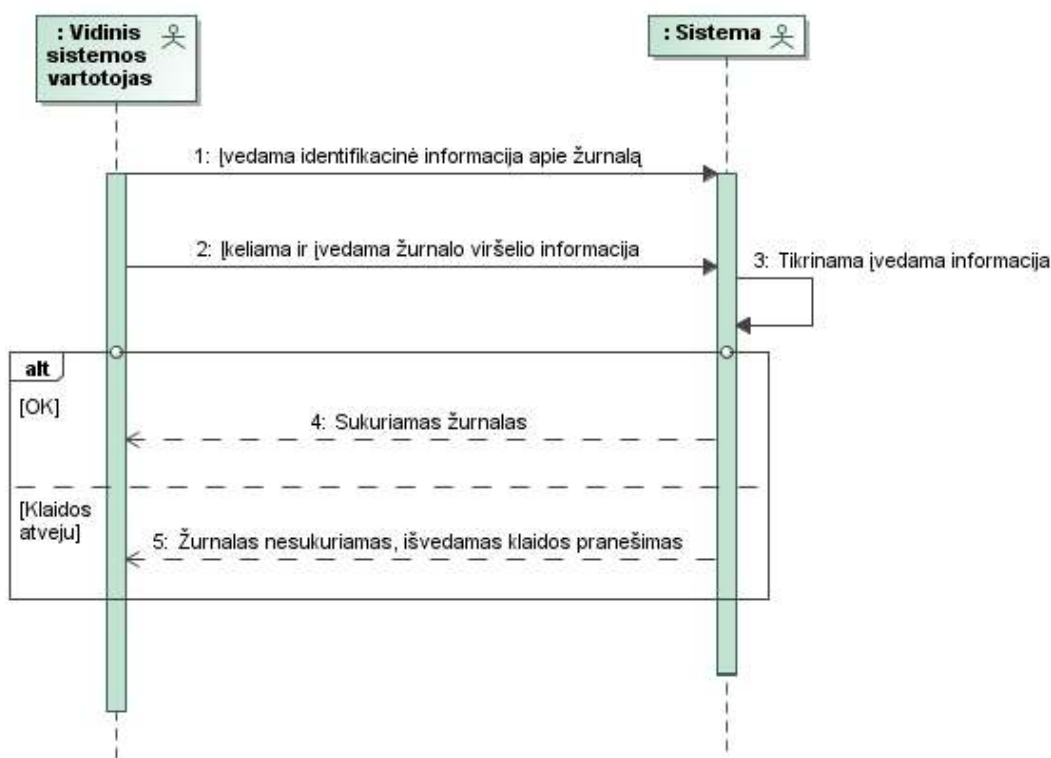 : Vidinis
sistemos
vartotojas
: Sistema
1: Įvedama identifikacinė informacija apie žurnalą
2: Įkeliama ir įvedama žurnalo viršelio informacija
3: Tikrinama įvedama informacija
alt
[OK]
4: Sukuriamas žurnalas
[Klaidos
atveju]
5: Žurnalas nesukuriamas, išvedamas klaidos pranešimas